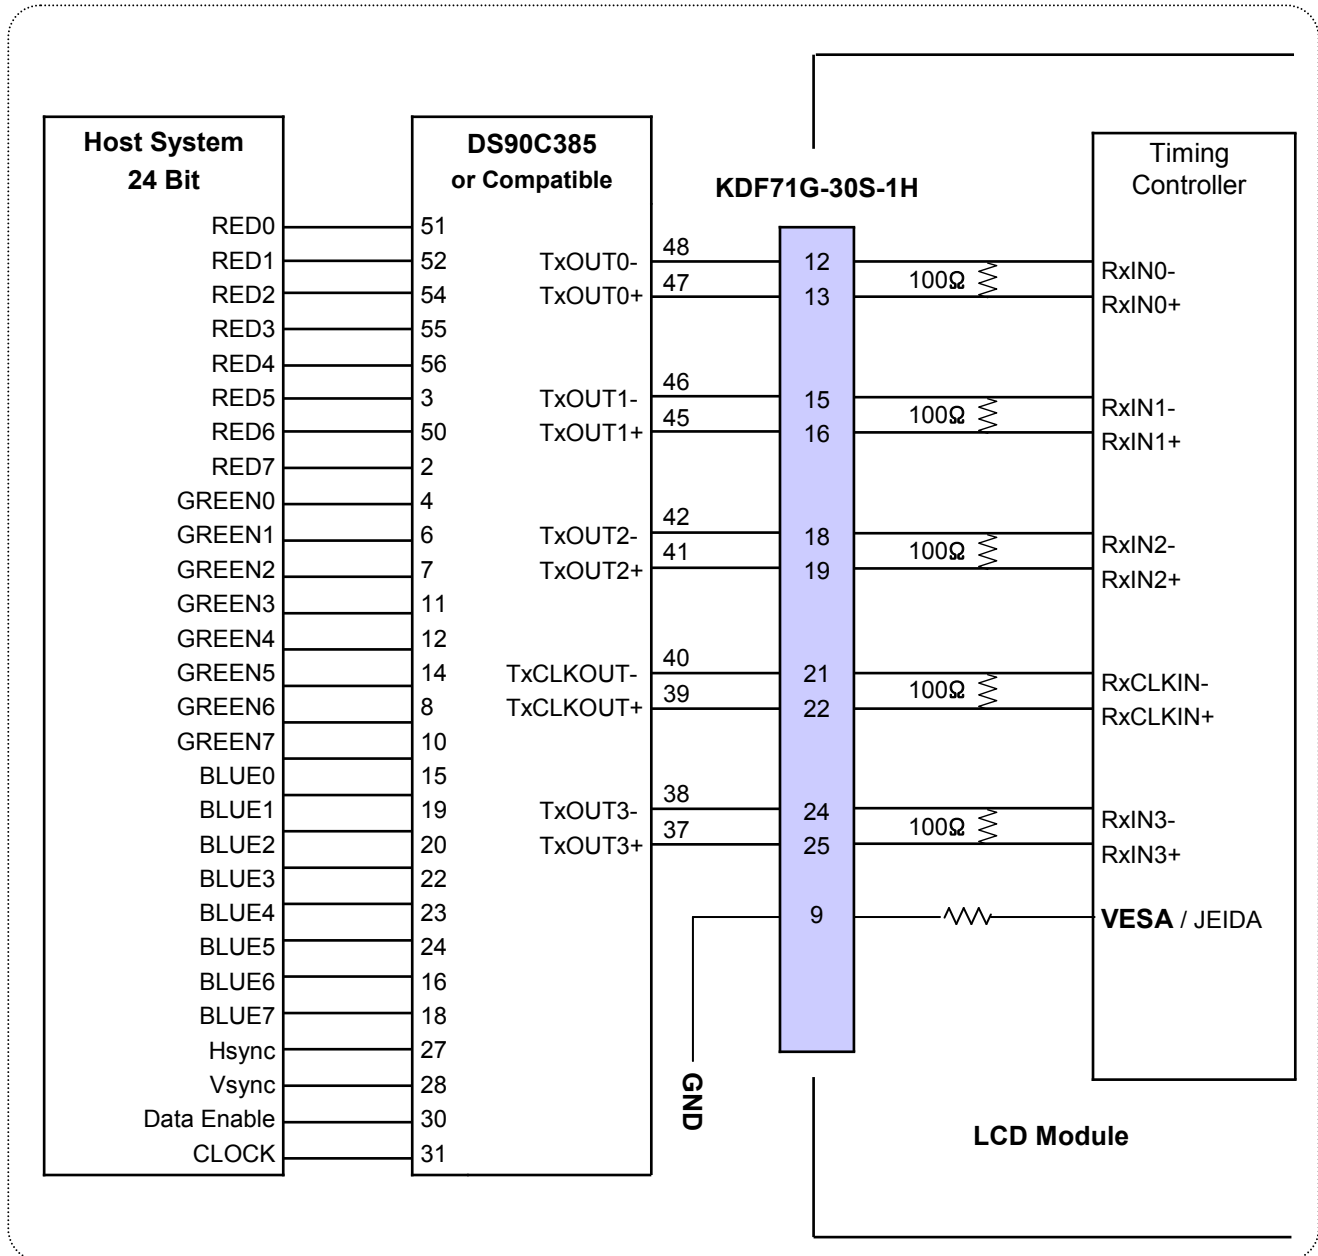 Host System
24 Bit
RED0
RED1
RED2
RED3
RED4
RED5
RED6
RED7
GREEN0
GREEN1
GREEN2
GREEN3
GREEN4
GREEN5
GREEN6
GREEN7
BLUE0
BLUE1
BLUE2
BLUE3
BLUE4
BLUE5
BLUE6
BLUE7
Hsync
Vsync
Data Enable
CLOCK
DS90C385
or Compatible
51
52
54
55
56
3
50
2
4
6
7
11
12
14
8
10
15
19
20
22
23
24
16
18
27
28
30
31
TxOUT0-
TxOUT0+
TxOUT1-
TxOUT1+
TxOUT2-
TxOUT2+
TxCLKOUT-
TxCLKOUT+
TxOUT3-
TxOUT3+
48
47
46
45
42
41
40
39
38
37
GND
KDF71G-30S-1H
12
13
15
16
18
19
21
22
24
25
9
100Ω
100Ω
100Ω
100Ω
100Ω
Timing
Controller
RxIN0-
RxIN0+
RxIN1-
RxIN1+
RxIN2-
RxIN2+
RxCLKIN-
RxCLKIN+
RxIN3-
RxIN3+
VESA / JEIDA
LCD Module